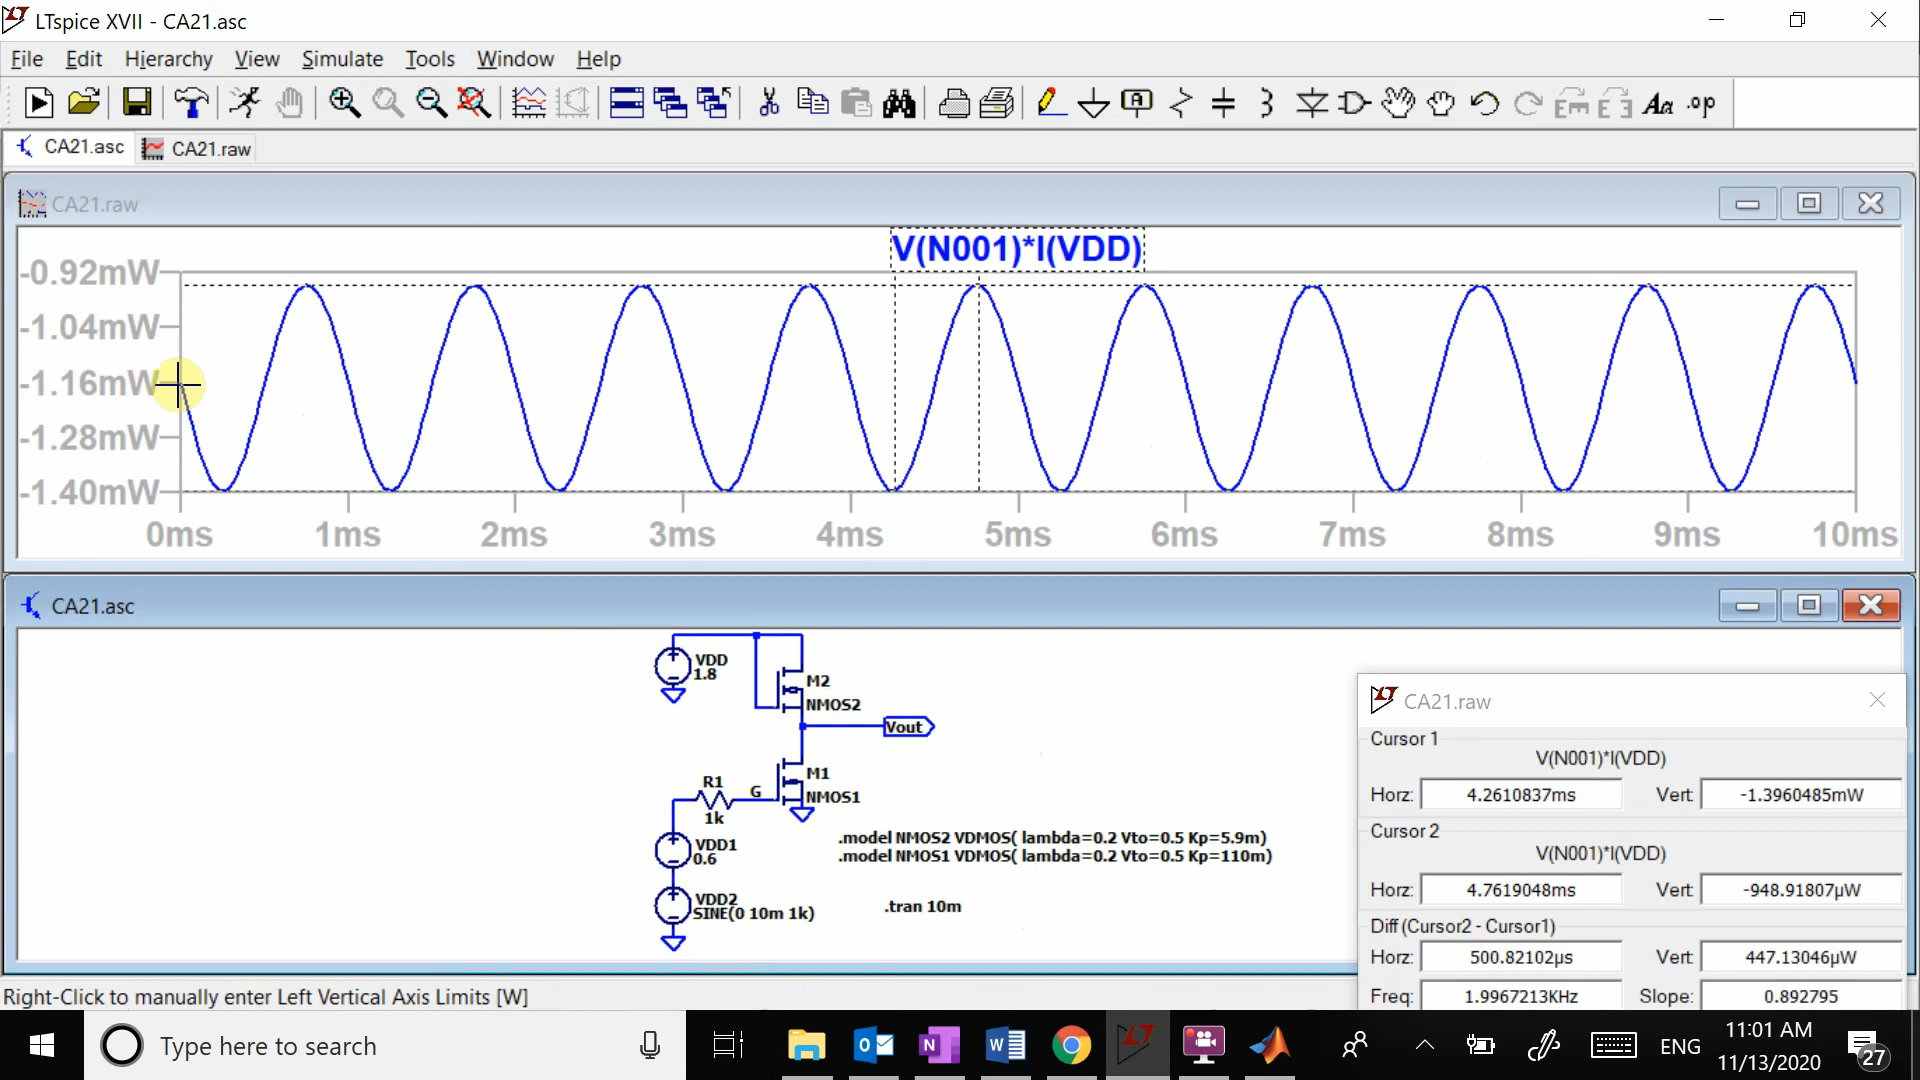 LTspice XVII - CA21.asc
File Edit Hierarchy View Simulate Tools Window Help
A Aa .op
CA21.asc CA21.raw
CA21.raw
V(N001)*I(VDD)
-0.92mW
-1.04mW
-1.16mW
-1.28mW
-1.40mW
0ms 1ms 2ms 3ms 4ms 5ms 6ms 7ms 8ms 9ms 10ms
CA21.asc
VDD
1.8
M2
NMOS2
Vout
R1
1k
G
M1
NMOS1
VDD1
0.6
.model NMOS2 VDMOS( lambda=0.2 Vto=0.5 Kp=5.9m)
.model NMOS1 VDMOS( lambda=0.2 Vto=0.5 Kp=110m)
VDD2
SINE(0 10m 1k)
.tran 10m
CA21.raw
Cursor 1
V(N001)*I(VDD)
Horz: 4.2610837ms Vert: -1.3960485mW
Cursor 2
V(N001)*I(VDD)
Horz: 4.7619048ms Vert: -948.91807µW
Diff (Cursor2 - Cursor1)
Horz: 500.82102µs Vert: 447.13046µW
Freq: 1.9967213KHz Slope: 0.892795
Right-Click to manually enter Left Vertical Axis Limits [W]
Type here to search
ENG
11:01 AM
11/13/2020
27